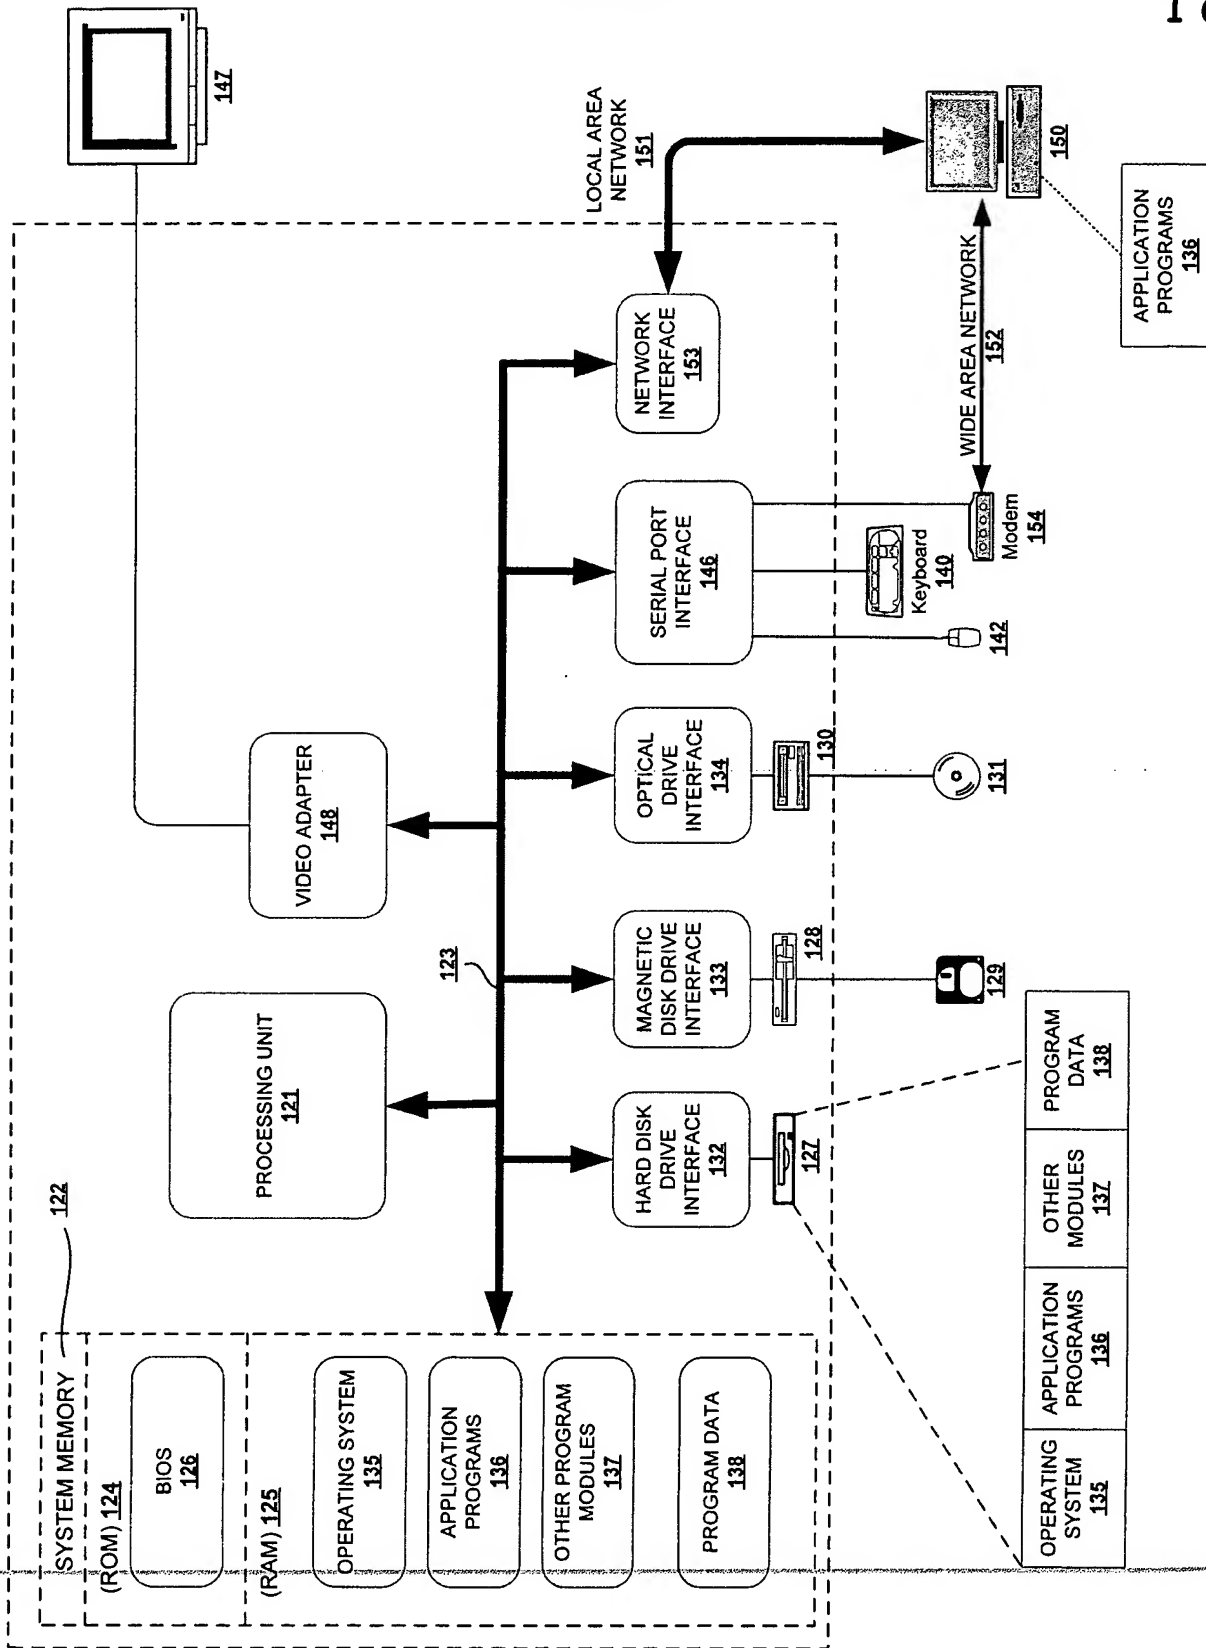 SYSTEM MEMORY
122
(ROM) 124
BIOS
126
(RAM) 125
OPERATING SYSTEM
135
APPLICATION
PROGRAMS
136
OTHER PROGRAM
MODULES
137
PROGRAM DATA
138
PROCESSING UNIT
121
VIDEO ADAPTER
148
147
123
HARD DISK
DRIVE
INTERFACE
132
MAGNETIC
DISK DRIVE
INTERFACE
133
OPTICAL
DRIVE
INTERFACE
134
SERIAL PORT
INTERFACE
146
NETWORK
INTERFACE
153
LOCAL AREA
NETWORK
151
127
128
130
129
131
142
Keyboard
140
Modem
154
WIDE AREA NETWORK
152
150
OPERATING
SYSTEM
135
APPLICATION
PROGRAMS
136
OTHER
MODULES
137
PROGRAM
DATA
138
APPLICATION
PROGRAMS
136